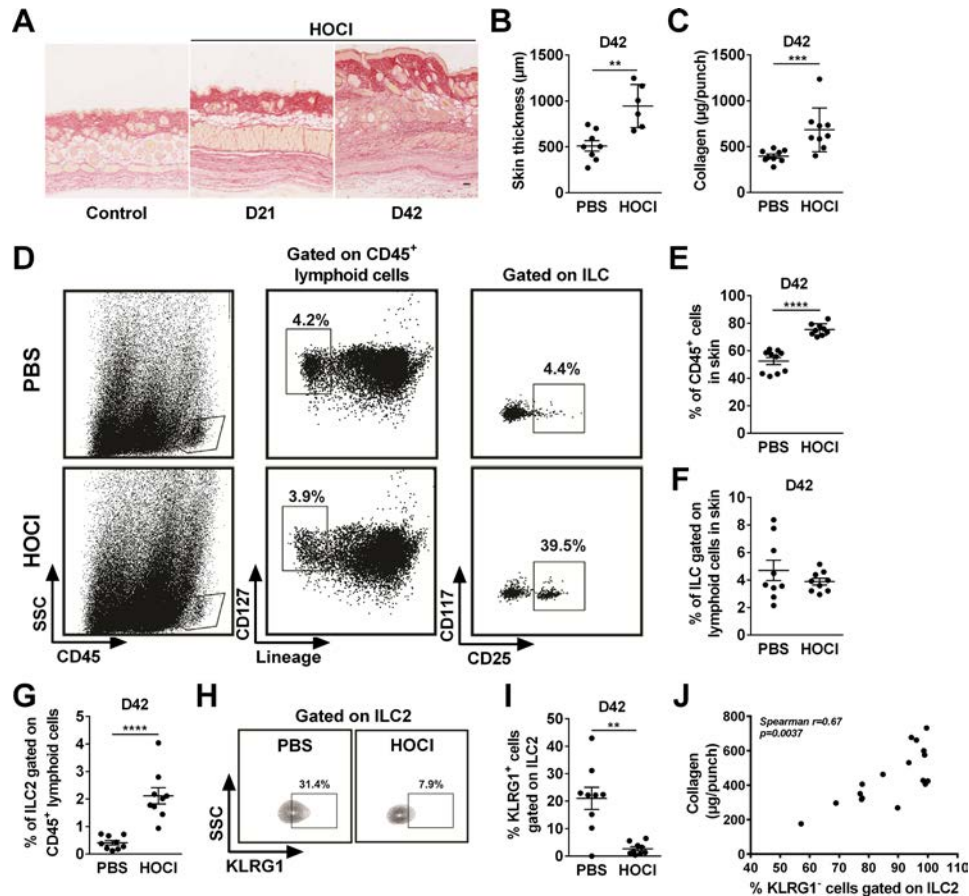 A
HOCl
Control
D21
D42
B
D42
**
Skin thickness (µm)
1500
1000
500
0
PBS
HOCl
C
D42
***
Collagen (µg/punch)
1500
1000
500
0
PBS
HOCl
D
Gated on CD45⁺
lymphoid cells
Gated on ILC
PBS
4.2%
4.4%
HOCl
3.9%
39.5%
SSC
CD45
CD127
Lineage
CD117
CD25
E
D42
****
% of CD45⁺ cells
in skin
100
80
60
40
20
0
PBS
HOCl
F
D42
% of ILC gated on
lymphoid cells in skin
10
8
6
4
2
0
PBS
HOCl
G
D42
****
% of ILC2 gated on
CD45⁺ lymphoid cells
5
4
3
2
1
0
PBS
HOCl
H
Gated on ILC2
PBS
HOCl
31.4%
7.9%
SSC
KLRG1
I
D42
**
% KLRG1⁺ cells
gated on ILC2
50
40
30
20
10
0
PBS
HOCl
J
Spearman r=0.67
p=0.0037
Collagen
(µg/punch)
800
600
400
200
0
40
50
60
70
80
90
100
110
% KLRG1⁻ cells gated on ILC2